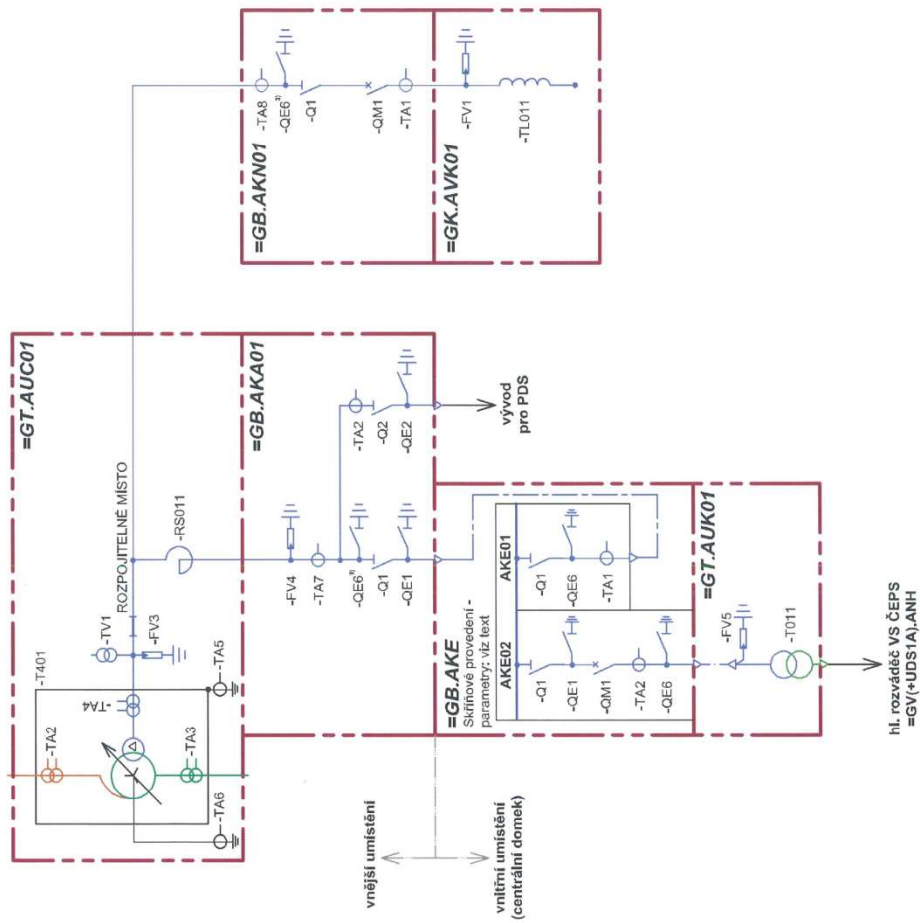 =GT.AUC01
-T401
-TA2
-TA3
-TA4
-TA5
-TA6
-TV1
-FV3
ROZPOJITELNÉ MÍSTO
-RS011
=GB.AKA01
-FV4
-TA7
-QE6³⁾
-Q1
-QE1
-TA2
-Q2
-QE2
vývod
pro PDS
=GB.AKN01
-TA8
-QE6³⁾
-Q1
-QM1
-TA1
=GK.AVK01
-FV1
-TL011
vnější umístění
vnitřní umístění
(centrální domek)
=GB.AKE
Skříňové provedení -
parametry: viz text
AKE02
-Q1
-QE1
-QM1
-TA2
-QE6
AKE01
-Q1
-QE6
-TA1
=GT.AUK01
-FV5
-T011
hl. rozváděč VS ČEPS
=GV(+UDS1A).ANH